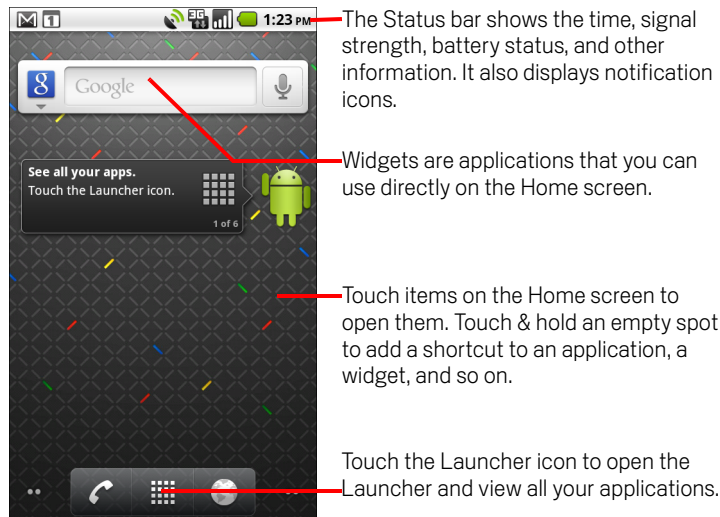 1 3G 1:23 PM
8 Google
See all your apps.
Touch the Launcher icon.
1 of 6
The Status bar shows the time, signal
strength, battery status, and other
information. It also displays notification
icons.
Widgets are applications that you can
use directly on the Home screen.
Touch items on the Home screen to
open them. Touch & hold an empty spot
to add a shortcut to an application, a
widget, and so on.
Touch the Launcher icon to open the
Launcher and view all your applications.